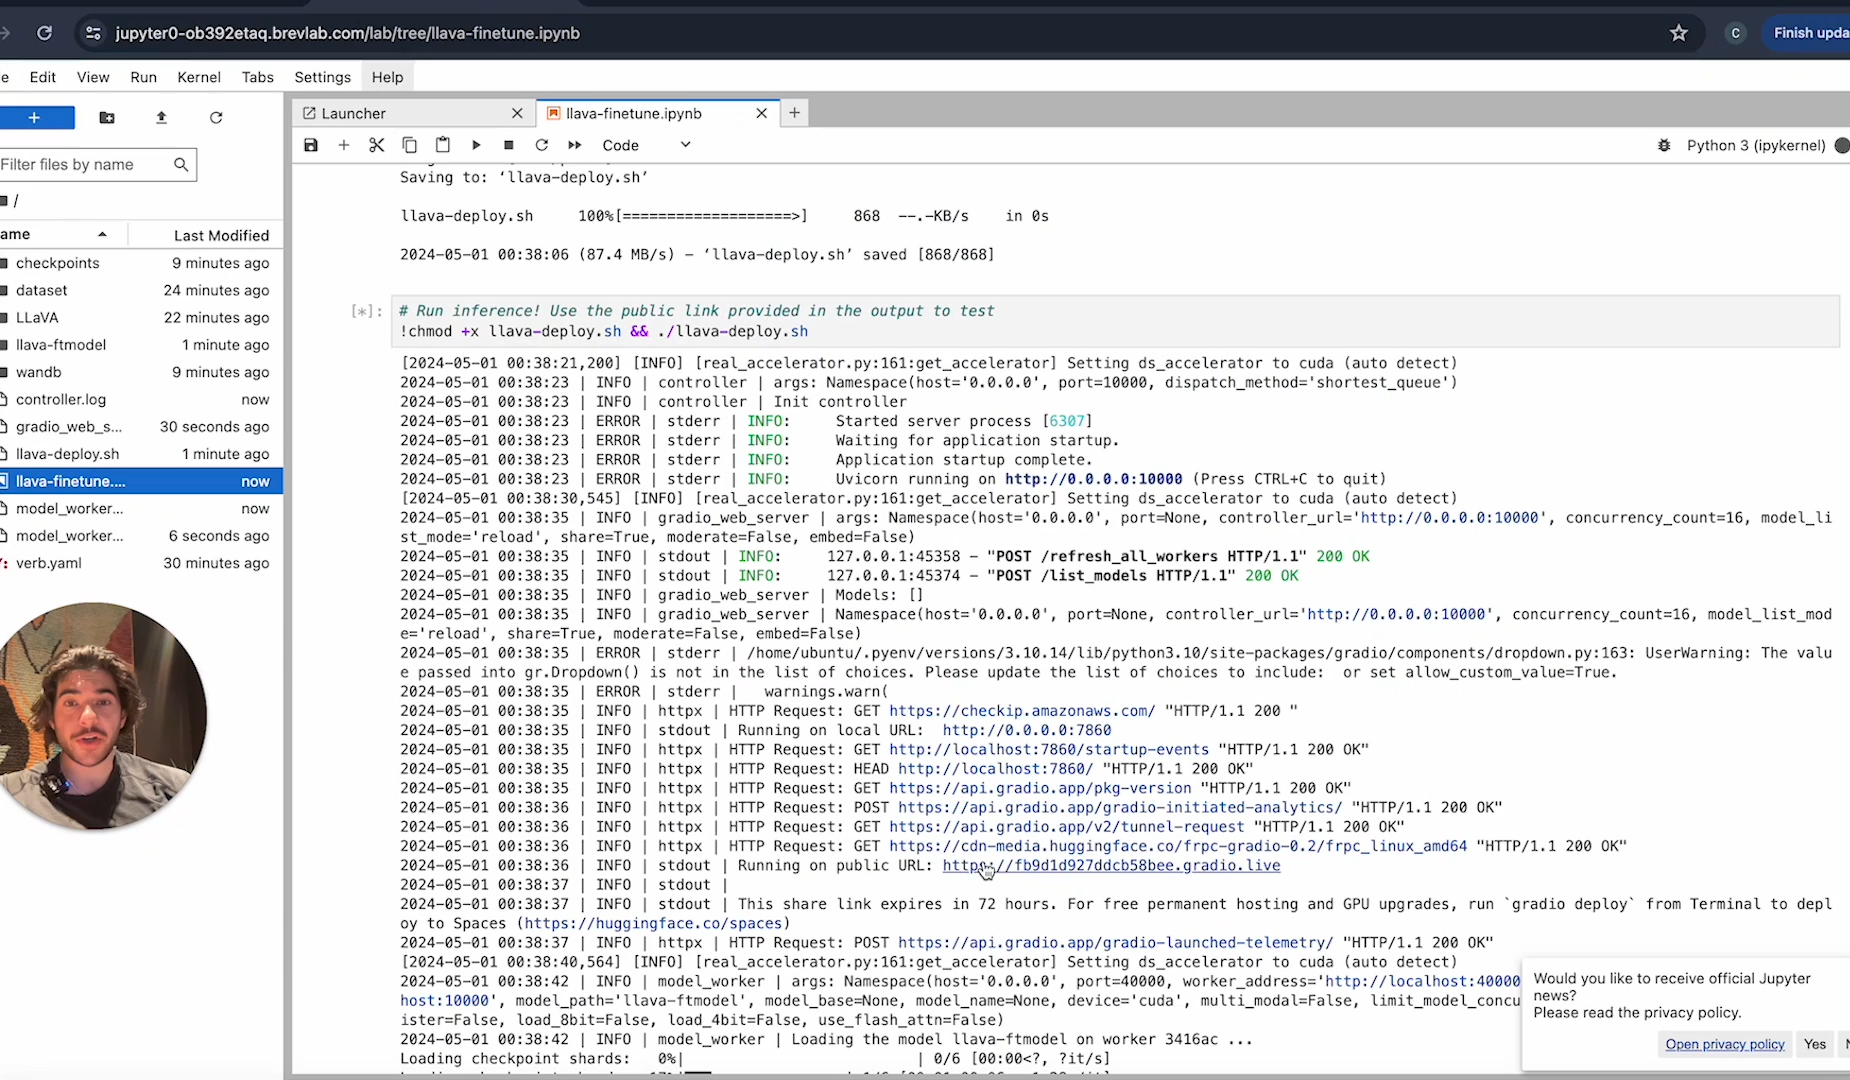 jupyter0-ob392etaq.brevlab.com/lab/tree/llava-finetune.ipynb
C
Finish upda
e Edit View Run Kernel Tabs Settings Help
Launcher
llava-finetune.ipynb
Code
Python 3 (ipykernel)
Filter files by name
/
ame Last Modified
checkpoints 9 minutes ago
dataset 24 minutes ago
LLaVA 22 minutes ago
llava-ftmodel 1 minute ago
wandb 9 minutes ago
controller.log now
gradio_web_s... 30 seconds ago
llava-deploy.sh 1 minute ago
llava-finetune.... now
model_worker... now
model_worker... 6 seconds ago
verb.yaml 30 minutes ago
Saving to: ‘llava-deploy.sh’
llava-deploy.sh 100%[===================>] 868 --.-KB/s in 0s
2024-05-01 00:38:06 (87.4 MB/s) - ‘llava-deploy.sh’ saved [868/868]
[*]:
# Run inference! Use the public link provided in the output to test
!chmod +x llava-deploy.sh && ./llava-deploy.sh
[2024-05-01 00:38:21,200] [INFO] [real_accelerator.py:161:get_accelerator] Setting ds_accelerator to cuda (auto detect)
2024-05-01 00:38:23 | INFO | controller | args: Namespace(host='0.0.0.0', port=10000, dispatch_method='shortest_queue')
2024-05-01 00:38:23 | INFO | controller | Init controller
2024-05-01 00:38:23 | ERROR | stderr | INFO: Started server process [6307]
2024-05-01 00:38:23 | ERROR | stderr | INFO: Waiting for application startup.
2024-05-01 00:38:23 | ERROR | stderr | INFO: Application startup complete.
2024-05-01 00:38:23 | ERROR | stderr | INFO: Uvicorn running on http://0.0.0.0:10000 (Press CTRL+C to quit)
[2024-05-01 00:38:30,545] [INFO] [real_accelerator.py:161:get_accelerator] Setting ds_accelerator to cuda (auto detect)
2024-05-01 00:38:35 | INFO | gradio_web_server | args: Namespace(host='0.0.0.0', port=None, controller_url='http://0.0.0.0:10000', concurrency_count=16, model_li
st_mode='reload', share=True, moderate=False, embed=False)
2024-05-01 00:38:35 | INFO | stdout | INFO: 127.0.0.1:45358 - "POST /refresh_all_workers HTTP/1.1" 200 OK
2024-05-01 00:38:35 | INFO | stdout | INFO: 127.0.0.1:45374 - "POST /list_models HTTP/1.1" 200 OK
2024-05-01 00:38:35 | INFO | gradio_web_server | Models: []
2024-05-01 00:38:35 | INFO | gradio_web_server | Namespace(host='0.0.0.0', port=None, controller_url='http://0.0.0.0:10000', concurrency_count=16, model_list_mod
e='reload', share=True, moderate=False, embed=False)
2024-05-01 00:38:35 | ERROR | stderr | /home/ubuntu/.pyenv/versions/3.10.14/lib/python3.10/site-packages/gradio/components/dropdown.py:163: UserWarning: The valu
e passed into gr.Dropdown() is not in the list of choices. Please update the list of choices to include: or set allow_custom_value=True.
2024-05-01 00:38:35 | ERROR | stderr | warnings.warn(
2024-05-01 00:38:35 | INFO | httpx | HTTP Request: GET https://checkip.amazonaws.com/ "HTTP/1.1 200 "
2024-05-01 00:38:35 | INFO | stdout | Running on local URL: http://0.0.0.0:7860
2024-05-01 00:38:35 | INFO | httpx | HTTP Request: GET http://localhost:7860/startup-events "HTTP/1.1 200 OK"
2024-05-01 00:38:35 | INFO | httpx | HTTP Request: HEAD http://localhost:7860/ "HTTP/1.1 200 OK"
2024-05-01 00:38:35 | INFO | httpx | HTTP Request: GET https://api.gradio.app/pkg-version "HTTP/1.1 200 OK"
2024-05-01 00:38:36 | INFO | httpx | HTTP Request: POST https://api.gradio.app/gradio-initiated-analytics/ "HTTP/1.1 200 OK"
2024-05-01 00:38:36 | INFO | httpx | HTTP Request: GET https://api.gradio.app/v2/tunnel-request "HTTP/1.1 200 OK"
2024-05-01 00:38:36 | INFO | httpx | HTTP Request: GET https://cdn-media.huggingface.co/frpc-gradio-0.2/frpc_linux_amd64 "HTTP/1.1 200 OK"
2024-05-01 00:38:36 | INFO | stdout | Running on public URL: https://fb9d1d927ddcb58bee.gradio.live
2024-05-01 00:38:37 | INFO | stdout |
2024-05-01 00:38:37 | INFO | stdout | This share link expires in 72 hours. For free permanent hosting and GPU upgrades, run `gradio deploy` from Terminal to depl
oy to Spaces (https://huggingface.co/spaces)
2024-05-01 00:38:37 | INFO | httpx | HTTP Request: POST https://api.gradio.app/gradio-launched-telemetry/ "HTTP/1.1 200 OK"
[2024-05-01 00:38:40,564] [INFO] [real_accelerator.py:161:get_accelerator] Setting ds_accelerator to cuda (auto detect)
2024-05-01 00:38:42 | INFO | model_worker | args: Namespace(host='0.0.0.0', port=40000, worker_address='http://localhost:40000
host:10000', model_path='llava-ftmodel', model_base=None, model_name=None, device='cuda', multi_modal=False, limit_model_concu
ister=False, load_8bit=False, load_4bit=False, use_flash_attn=False)
2024-05-01 00:38:42 | INFO | model_worker | Loading the model llava-ftmodel on worker 3416ac ...
Loading checkpoint shards: 0%| | 0/6 [00:00<?, ?it/s]
Would you like to receive official Jupyter
news?
Please read the privacy policy.
Open privacy policy Yes